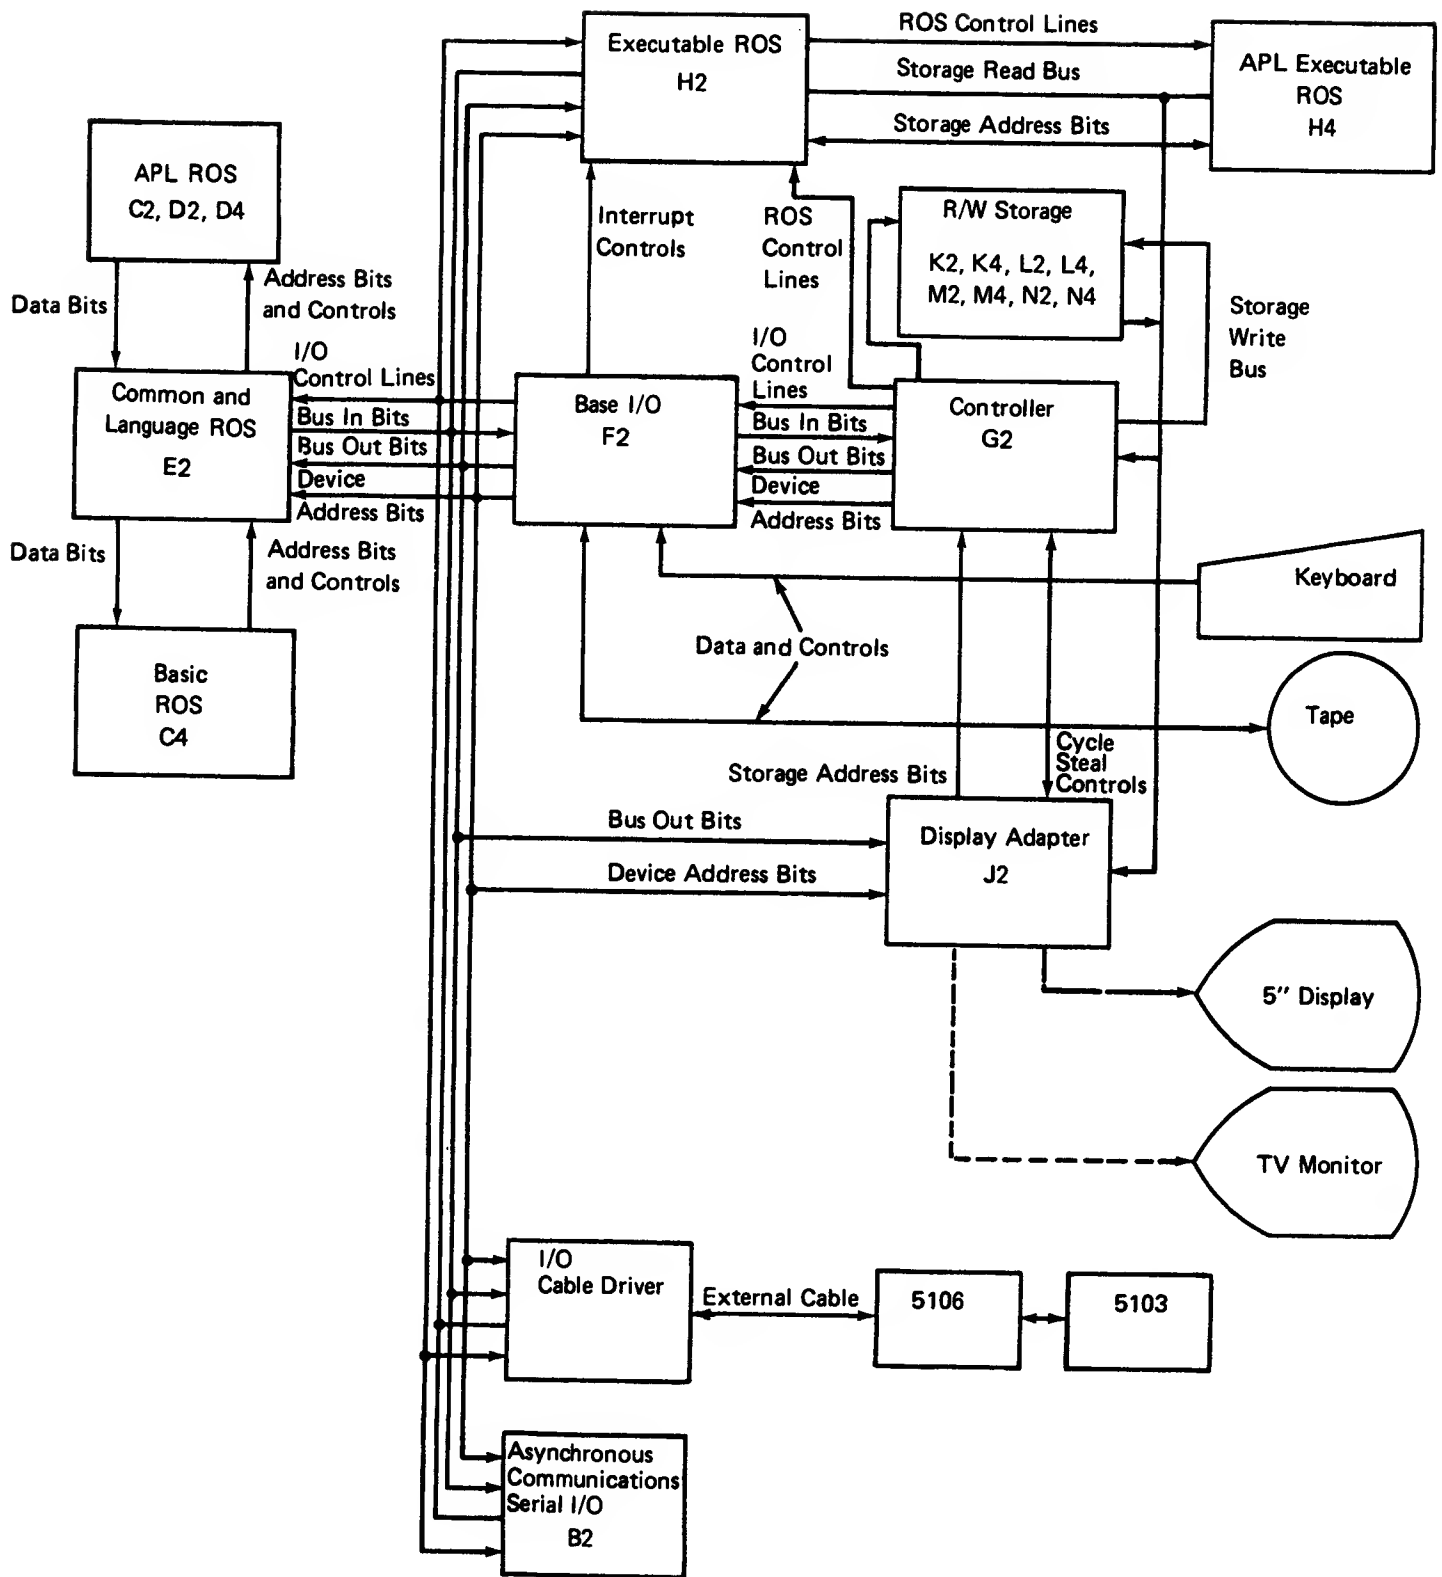 Executable ROS
H2
ROS Control Lines
Storage Read Bus
Storage Address Bits
APL Executable
ROS
H4
APL ROS
C2, D2, D4
Interrupt
Controls
ROS
Control
Lines
R/W Storage
K2, K4, L2, L4,
M2, M4, N2, N4
Storage
Write
Bus
Data Bits
Address Bits
and Controls
Common and
Language ROS
E2
I/O
Control Lines
Bus In Bits
Bus Out Bits
Device
Address Bits
Base I/O
F2
I/O
Control
Lines
Bus In Bits
Bus Out Bits
Device
Address Bits
Controller
G2
Data Bits
Address Bits
and Controls
Basic
ROS
C4
Keyboard
Data and Controls
Tape
Storage Address Bits
Cycle
Steal
Controls
Bus Out Bits
Device Address Bits
Display Adapter
J2
5" Display
TV Monitor
I/O
Cable Driver
External Cable
5106
5103
Asynchronous
Communications
Serial I/O
B2